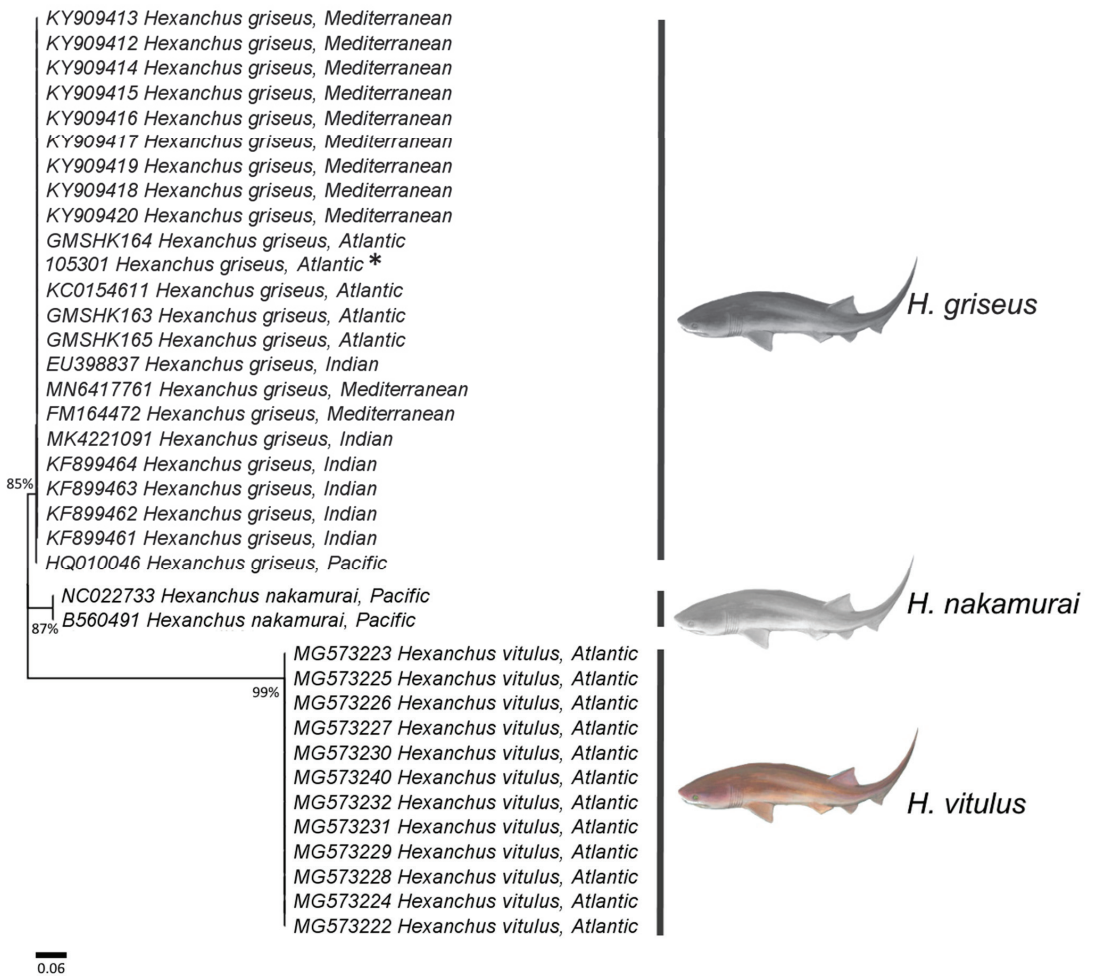 KY909413 Hexanchus griseus, Mediterranean
KY909412 Hexanchus griseus, Mediterranean
KY909414 Hexanchus griseus, Mediterranean
KY909415 Hexanchus griseus, Mediterranean
KY909416 Hexanchus griseus, Mediterranean
KY909417 Hexanchus griseus, Mediterranean
KY909419 Hexanchus griseus, Mediterranean
KY909418 Hexanchus griseus, Mediterranean
KY909420 Hexanchus griseus, Mediterranean
GMSHK164 Hexanchus griseus, Atlantic
105301 Hexanchus griseus, Atlantic *
KC0154611 Hexanchus griseus, Atlantic
GMSHK163 Hexanchus griseus, Atlantic
GMSHK165 Hexanchus griseus, Atlantic
EU398837 Hexanchus griseus, Indian
MN6417761 Hexanchus griseus, Mediterranean
FM164472 Hexanchus griseus, Mediterranean
MK4221091 Hexanchus griseus, Indian
KF899464 Hexanchus griseus, Indian
KF899463 Hexanchus griseus, Indian
KF899462 Hexanchus griseus, Indian
KF899461 Hexanchus griseus, Indian
HQ010046 Hexanchus griseus, Pacific
H. griseus
85%
NC022733 Hexanchus nakamurai, Pacific
B560491 Hexanchus nakamurai, Pacific
H. nakamurai
87%
MG573223 Hexanchus vitulus, Atlantic
MG573225 Hexanchus vitulus, Atlantic
MG573226 Hexanchus vitulus, Atlantic
MG573227 Hexanchus vitulus, Atlantic
MG573230 Hexanchus vitulus, Atlantic
MG573240 Hexanchus vitulus, Atlantic
MG573232 Hexanchus vitulus, Atlantic
MG573231 Hexanchus vitulus, Atlantic
MG573229 Hexanchus vitulus, Atlantic
MG573228 Hexanchus vitulus, Atlantic
MG573224 Hexanchus vitulus, Atlantic
MG573222 Hexanchus vitulus, Atlantic
H. vitulus
99%
0.06